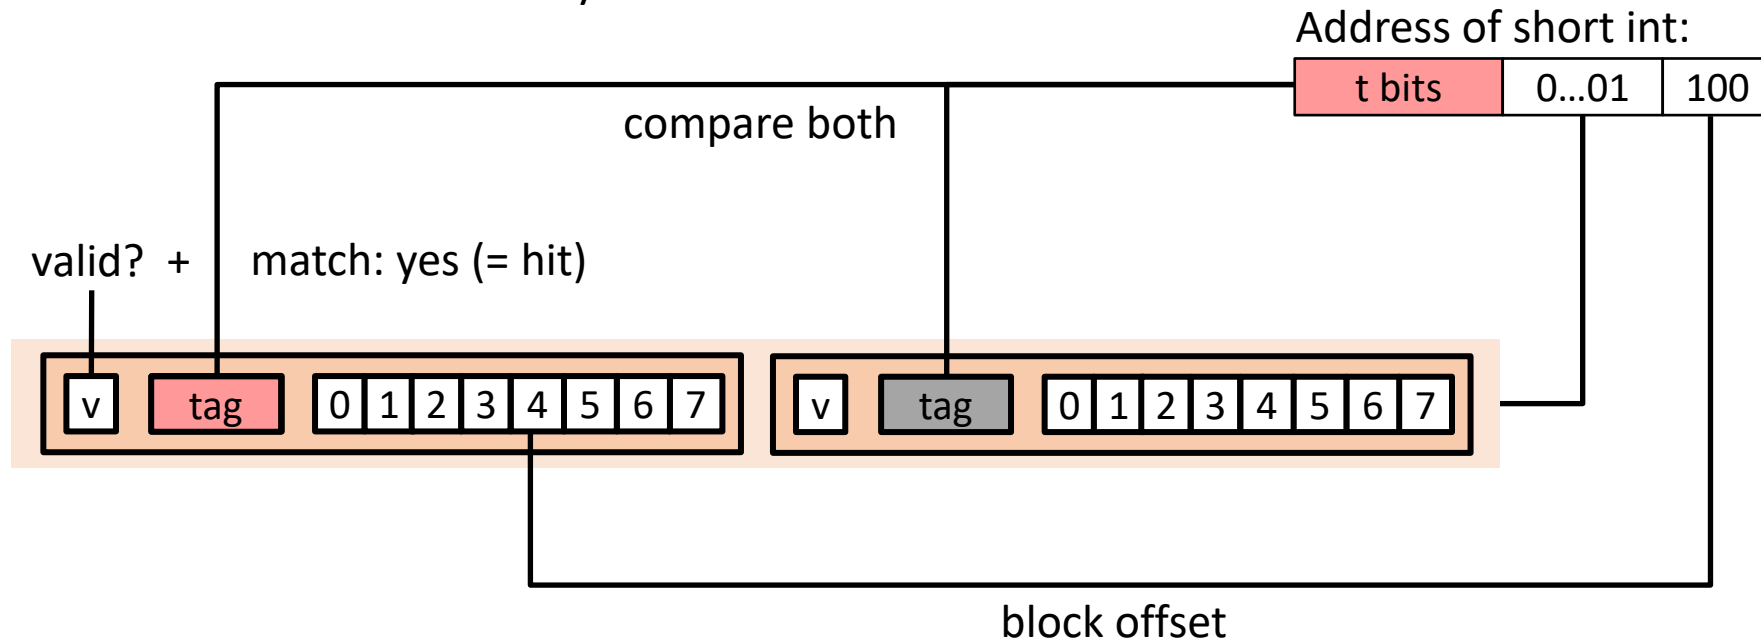 Address of short int:
t bits 0...01 100
compare both
valid? + match: yes (= hit)
v tag 0 1 2 3 4 5 6 7 v tag 0 1 2 3 4 5 6 7
block offset